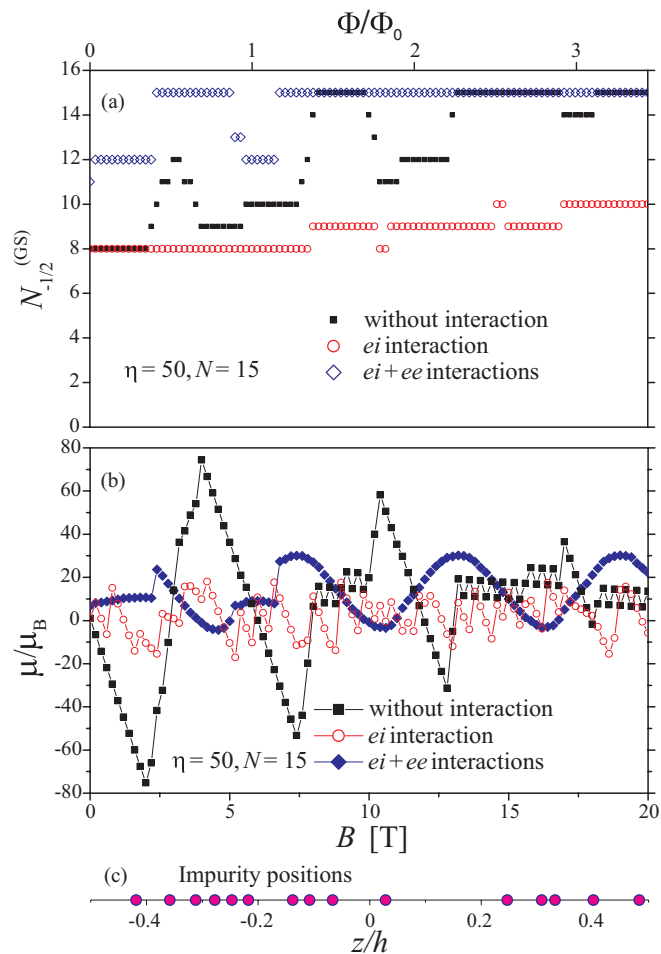 Φ/Φ0
0 1 2 3
16
(a)
14
12
10
8
6
4
2
0
N-1/2(GS)
without interaction
ei interaction
ei + ee interactions
η = 50, N = 15
80
(b)
60
40
20
0
-20
-40
-60
-80
μ/μB
without interaction
ei interaction
ei + ee interactions
η = 50, N = 15
0 5 10 15 20
B [T]
(c) Impurity positions
-0.4 -0.2 0 0.2 0.4
z/h